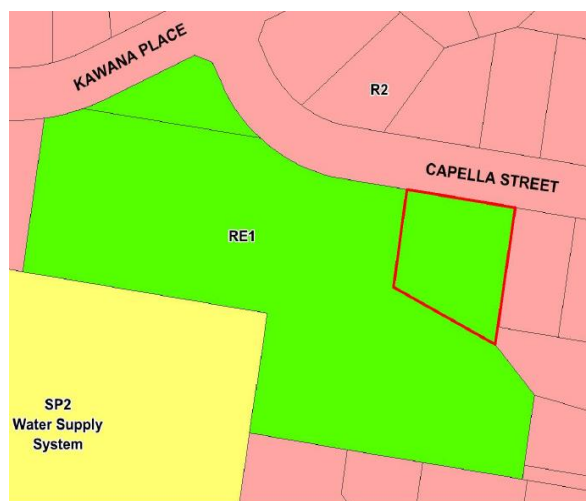 KAWANA PLACE
R2
CAPELLA STREET
RE1
SP2
Water Supply
System